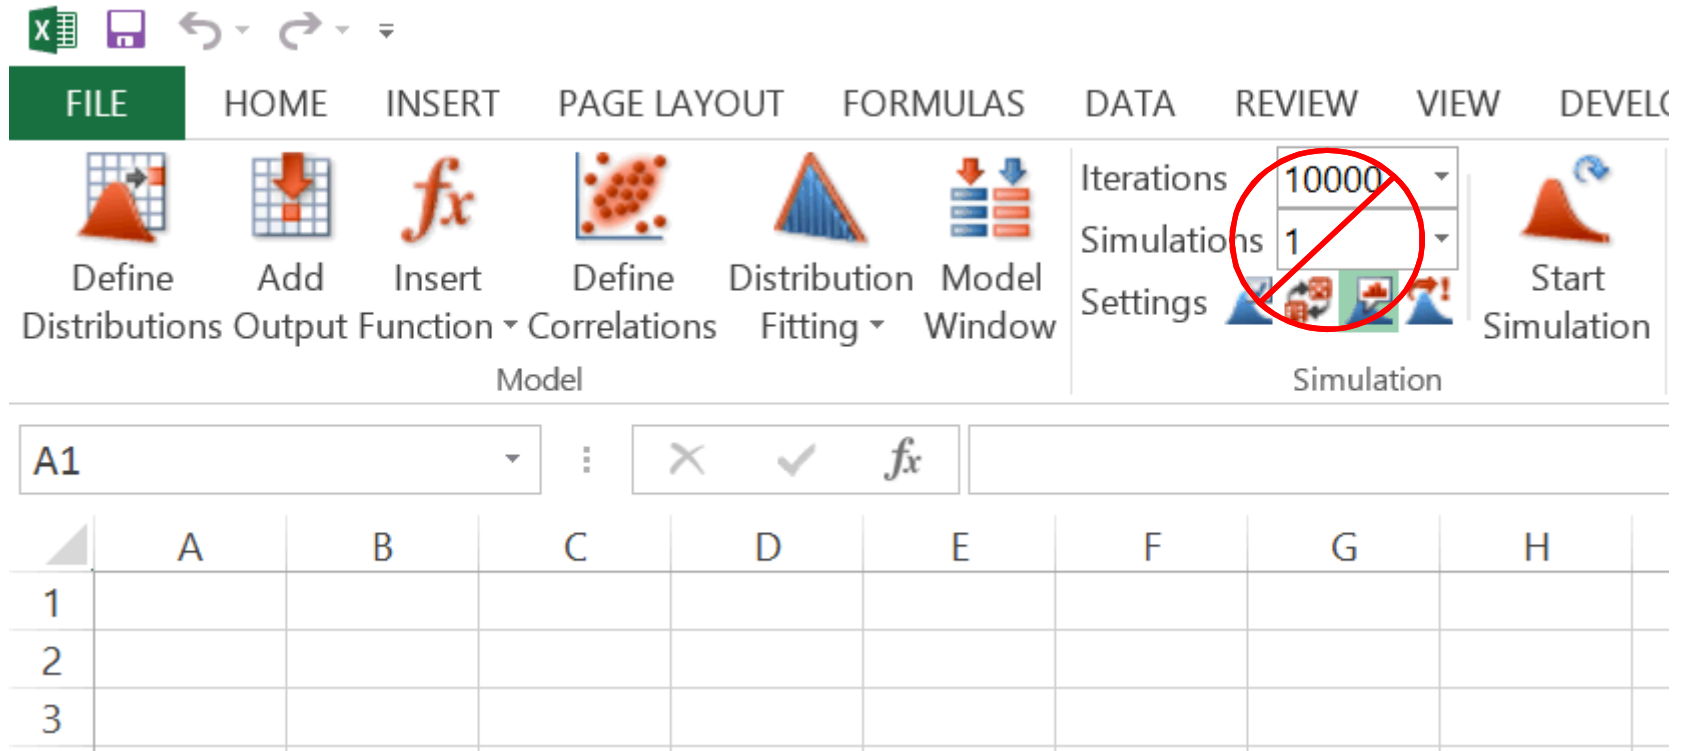 FILE HOME INSERT PAGE LAYOUT FORMULAS DATA REVIEW VIEW
Define Distributions
Add Output
Insert Function
Define Correlations
Distribution Fitting
Model Window
Model
Iterations 10000
Simulations 1
Settings
Start Simulation
Simulation
A1 fx
A B C D E F G H
1
2
3